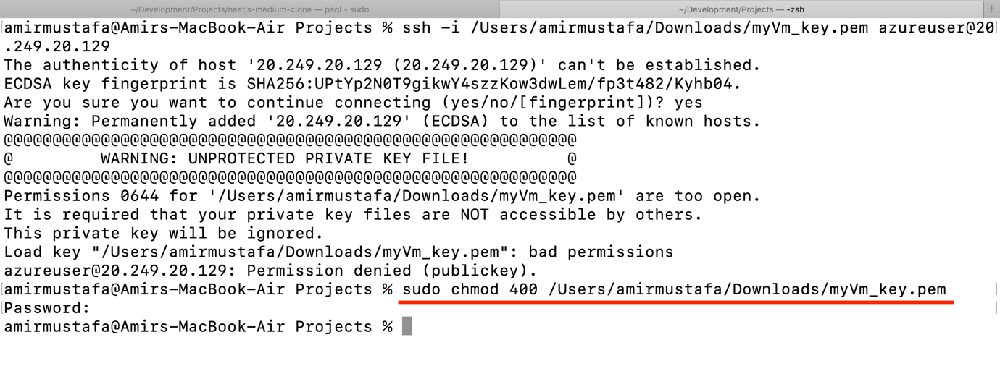 ~/Development/Projects/nestjs-medium-clone — psql • sudo
~/Development/Projects — -zsh
+
amirmustafa@Amirs-MacBook-Air Projects % ssh -i /Users/amirmustafa/Downloads/myVm_key.pem azureuser@20
.249.20.129
The authenticity of host '20.249.20.129 (20.249.20.129)' can't be established.
ECDSA key fingerprint is SHA256:UPtYp2N0T9gikwY4szzKow3dwLem/fp3t482/Kyhb04.
Are you sure you want to continue connecting (yes/no/[fingerprint])? yes
Warning: Permanently added '20.249.20.129' (ECDSA) to the list of known hosts.
@@@@@@@@@@@@@@@@@@@@@@@@@@@@@@@@@@@@@@@@@@@@@@@@@@@@@@@@@@@
@         WARNING: UNPROTECTED PRIVATE KEY FILE!          @
@@@@@@@@@@@@@@@@@@@@@@@@@@@@@@@@@@@@@@@@@@@@@@@@@@@@@@@@@@@
Permissions 0644 for '/Users/amirmustafa/Downloads/myVm_key.pem' are too open.
It is required that your private key files are NOT accessible by others.
This private key will be ignored.
Load key "/Users/amirmustafa/Downloads/myVm_key.pem": bad permissions
azureuser@20.249.20.129: Permission denied (publickey).
amirmustafa@Amirs-MacBook-Air Projects % sudo chmod 400 /Users/amirmustafa/Downloads/myVm_key.pem
Password:
amirmustafa@Amirs-MacBook-Air Projects %